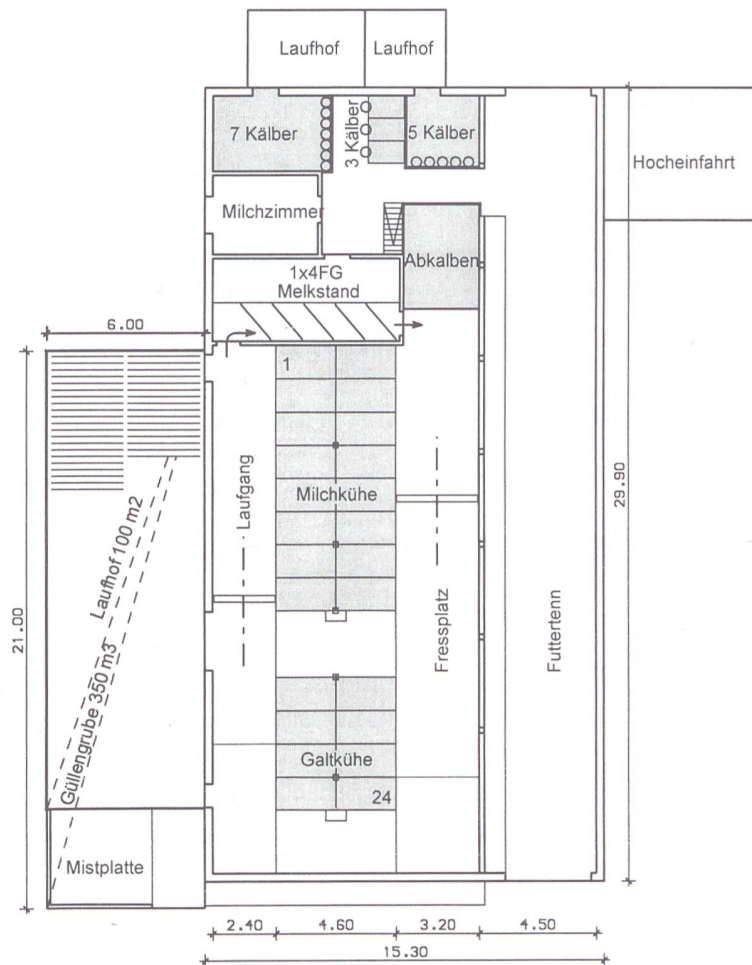 Laufhof
Laufhof
7 Kälber
3 Kälber
5 Kälber
Hocheinfahrt
Milchzimmer
Abkalben
1x4FG
Melkstand
6.00
1
Laufgang
Milchkühe
29.90
Laufhof 100 m2
Güllengrube 350 m3
21.00
Fressplatz
Futtertenn
Galtkühe
24
Mistplatte
2.40
4.60
3.20
4.50
15.30